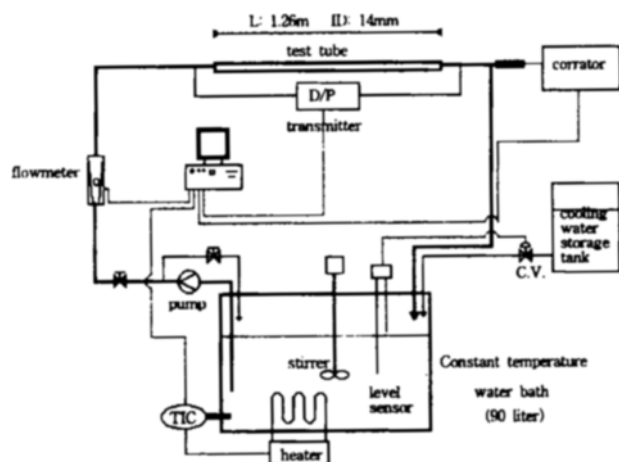 L: 1.26m ID: 14mm
test tube
corrator
D/P
transmitter
flowmeter
cooling
water
storage
tank
C.V.
pump
stirrer
level
sensor
Constant temperature
water bath
(90 liter)
TIC
heater